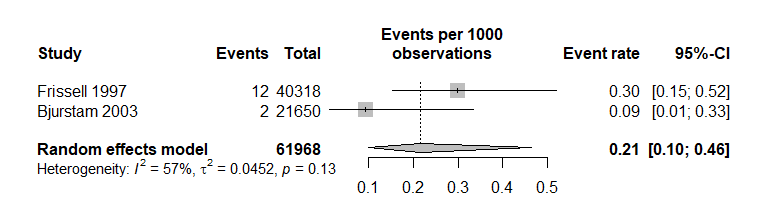 Events per 1000
Study Events Total observations Event rate 95%-CI
Frissell 1997 12 40318 0.30 [0.15; 0.52]
Bjurstam 2003 2 21650 0.09 [0.01; 0.33]
Random effects model 61968 0.21 [0.10; 0.46]
Heterogeneity: I² = 57%, τ² = 0.0452, p = 0.13
0.1 0.2 0.3 0.4 0.5